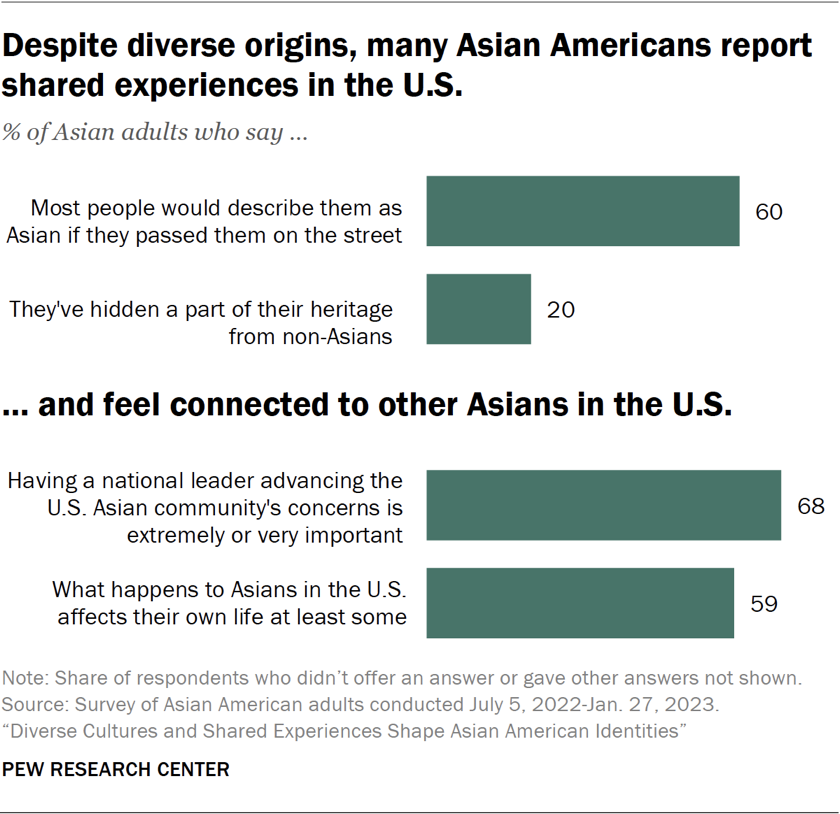 Despite diverse origins, many Asian Americans report
shared experiences in the U.S.
% of Asian adults who say ...
Most people would describe them as
Asian if they passed them on the street
60
They've hidden a part of their heritage
from non-Asians
20
... and feel connected to other Asians in the U.S.
Having a national leader advancing the
U.S. Asian community's concerns is
extremely or very important
68
What happens to Asians in the U.S.
affects their own life at least some
59
Note: Share of respondents who didn’t offer an answer or gave other answers not shown.
Source: Survey of Asian American adults conducted July 5, 2022-Jan. 27, 2023.
“Diverse Cultures and Shared Experiences Shape Asian American Identities”
PEW RESEARCH CENTER